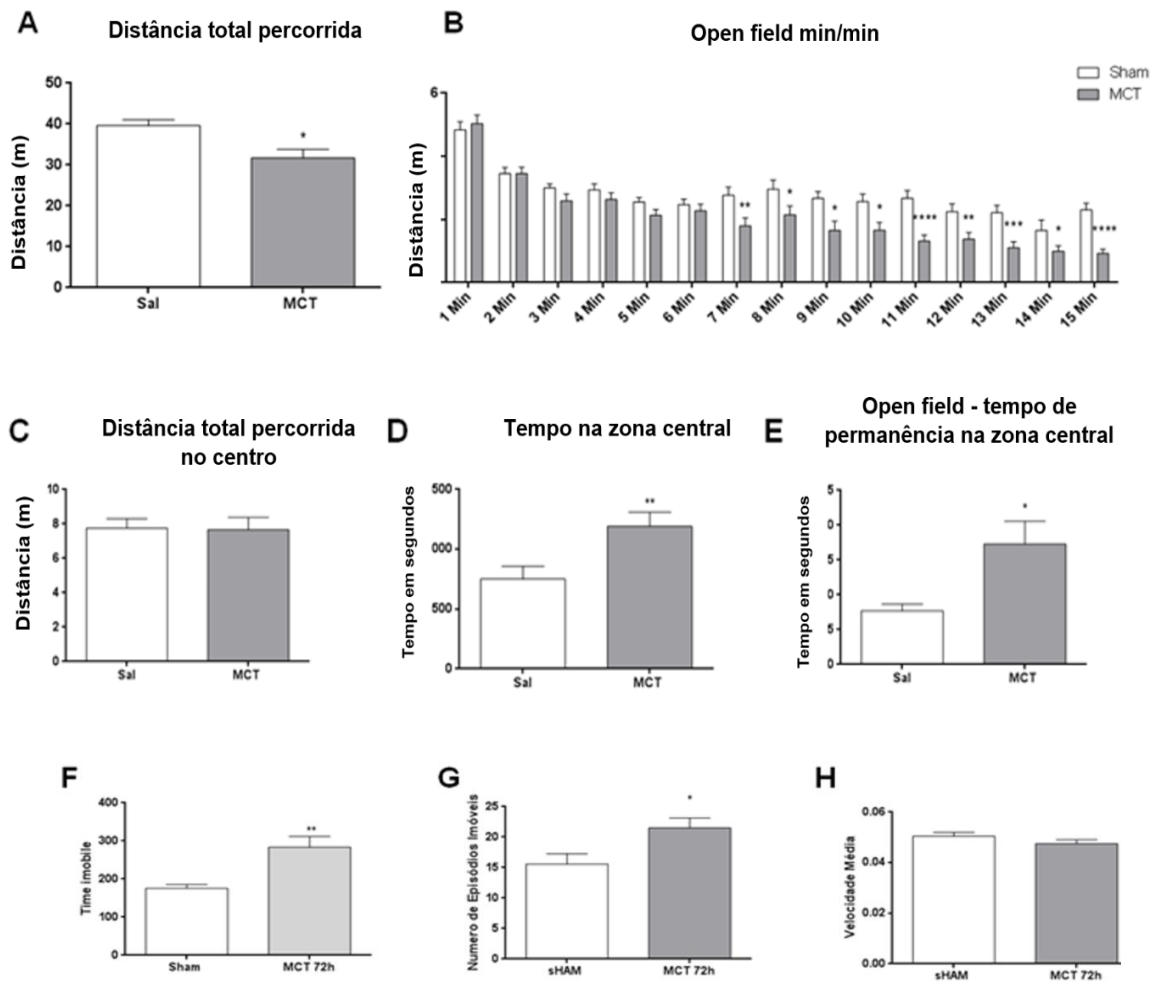 A
Distância total percorrida
Distância (m)
50
40
30
20
10
0
*
Sal
MCT
B
Open field min/min
Sham
MCT
Distância (m)
6
** * * * **** ** *** * ****
1 Min
2 Min
3 Min
4 Min
5 Min
6 Min
7 Min
8 Min
9 Min
10 Min
11 Min
12 Min
13 Min
14 Min
15 Min
C
Distância total percorrida
no centro
Distância (m)
10
8
6
4
2
0
Sal
MCT
D
Tempo na zona central
Tempo em segundos
500
000
500
0
**
Sal
MCT
E
Open field - tempo de
permanência na zona central
Tempo em segundos
5
0
5
0
5
0
*
Sal
MCT
F
Time imobile
400
300
200
100
0
**
Sham
MCT 72h
G
Numero de Episódios Imóveis
25
20
15
10
5
0
*
sHAM
MCT 72h
H
Velocidade Média
0.06
0.04
0.02
0.00
sHAM
MCT 72h